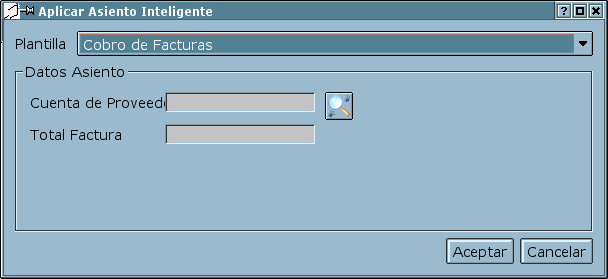 Aplicar Asiento Inteligente
Plantilla Cobro de Facturas
Datos Asiento
Cuenta de Proveed
Total Factura
Aceptar Cancelar